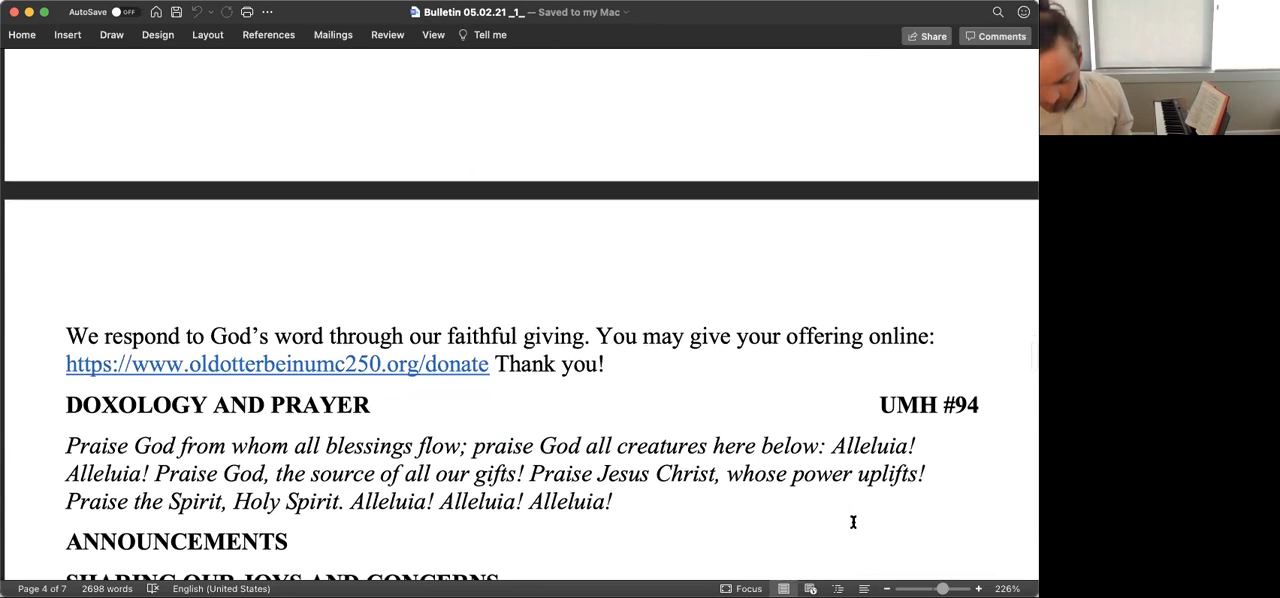 AutoSave OFF Bulletin 05.02.21 _1_ — Saved to my Mac
Home Insert Draw Design Layout References Mailings Review View Tell me Share Comments
We respond to God's word through our faithful giving. You may give your offering online:
https://www.oldotterbeinumc250.org/donate Thank you!
DOXOLOGY AND PRAYER UMH #94
Praise God from whom all blessings flow; praise God all creatures here below: Alleluia!
Alleluia! Praise God, the source of all our gifts! Praise Jesus Christ, whose power uplifts!
Praise the Spirit, Holy Spirit. Alleluia! Alleluia! Alleluia!
ANNOUNCEMENTS
SHARING OUR JOYS AND CONCERNS
Page 4 of 7 2698 words English (United States) Focus 226%